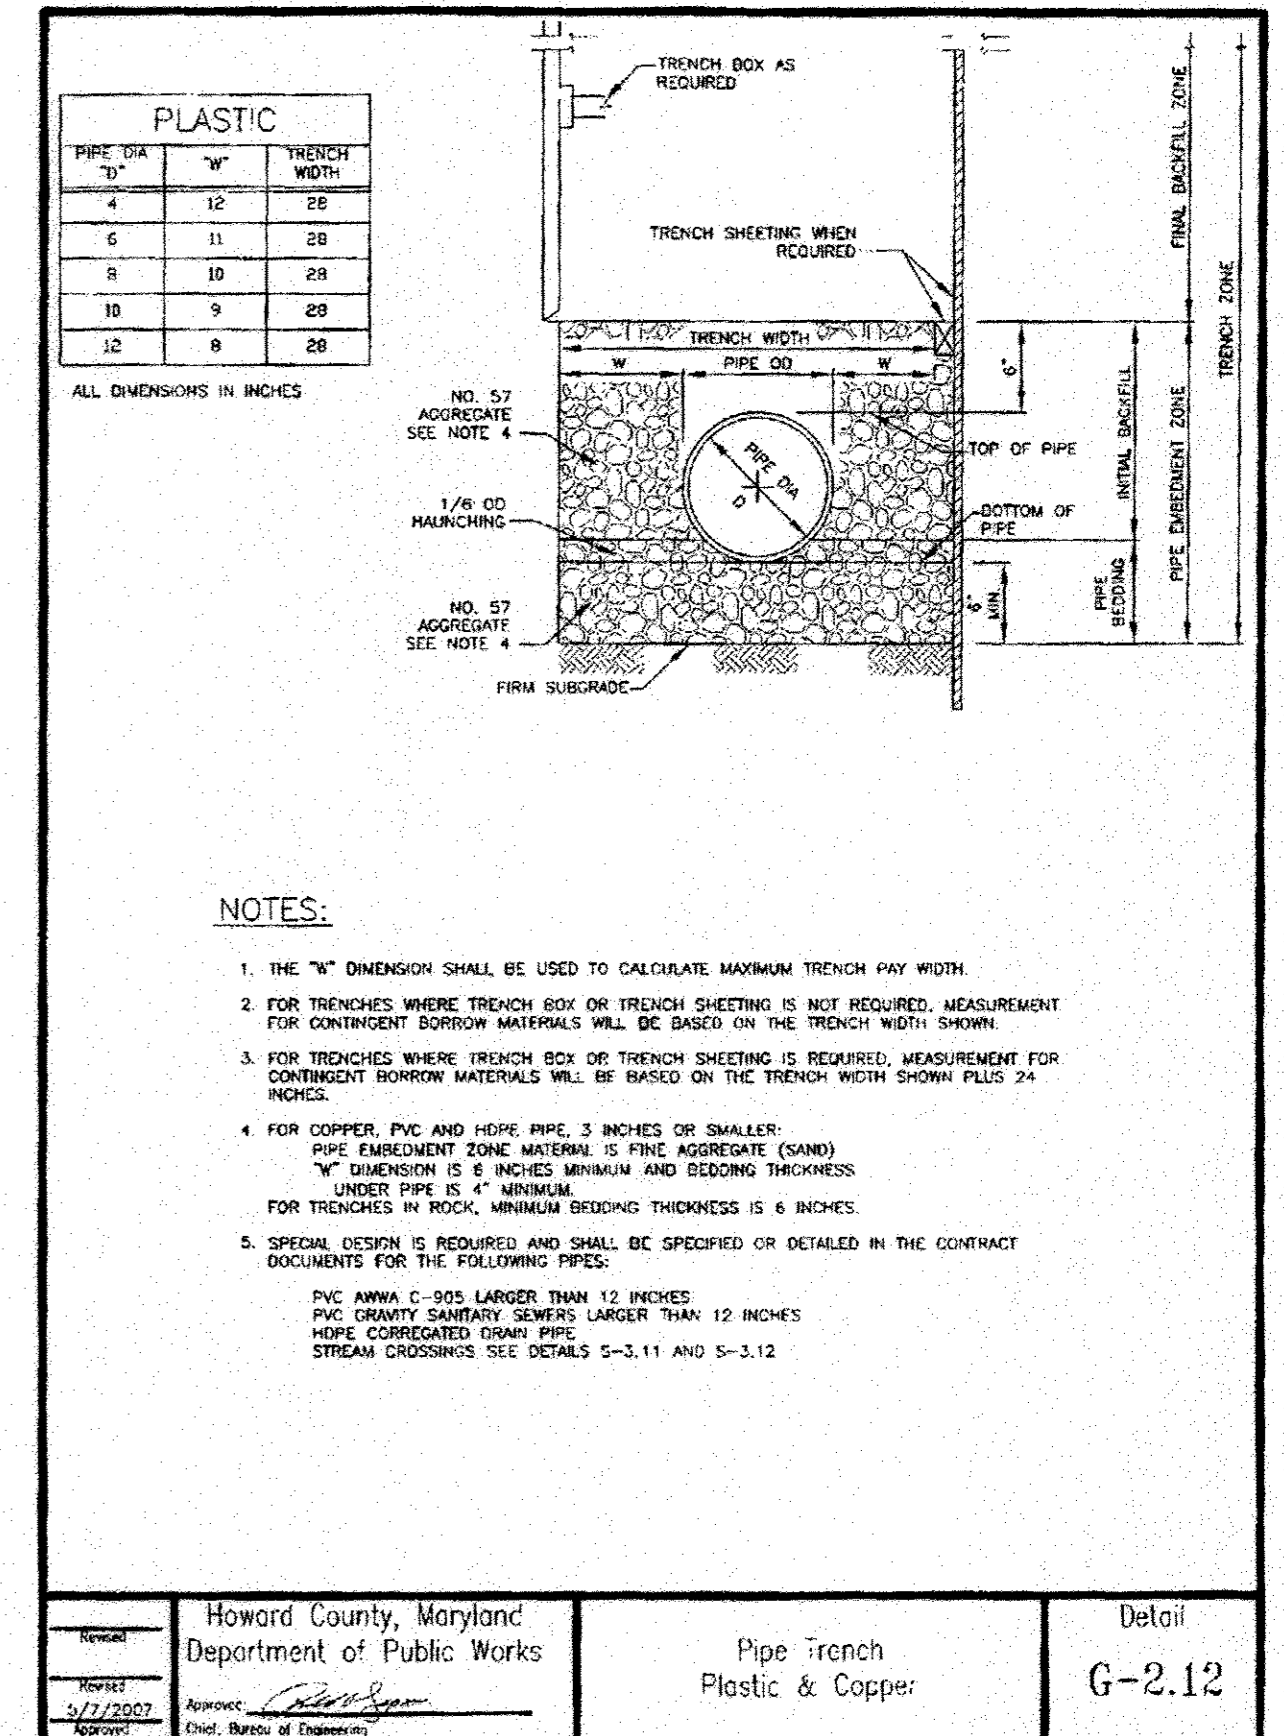 PLASTIC
PIPE DIA "D" "W" TRENCH WIDTH
4 12 28
6 11 28
8 10 28
10 9 28
12 8 28
ALL DIMENSIONS IN INCHES
TRENCH BOX AS
REQUIRED
TRENCH SHEETING WHEN
REQUIRED
TRENCH WIDTH
W PIPE OD W
NO. 57
AGGREGATE
SEE NOTE 4
PIPE DIA
D
1/6 OD
HAUNCHING
NO. 57
AGGREGATE
SEE NOTE 4
FIRM SUBGRADE
6"
TOP OF PIPE
BOTTOM OF
PIPE
6"
MIN.
INITIAL BACKFILL
PIPE
BEDDING
FINAL BACKFILL ZONE
PIPE EMBEDMENT ZONE
TRENCH ZONE
NOTES:
1. THE "W" DIMENSION SHALL BE USED TO CALCULATE MAXIMUM TRENCH PAY WIDTH.
2. FOR TRENCHES WHERE TRENCH BOX OR TRENCH SHEETING IS NOT REQUIRED, MEASUREMENT
FOR CONTINGENT BORROW MATERIALS WILL BE BASED ON THE TRENCH WIDTH SHOWN.
3. FOR TRENCHES WHERE TRENCH BOX OR TRENCH SHEETING IS REQUIRED, MEASUREMENT FOR
CONTINGENT BORROW MATERIALS WILL BE BASED ON THE TRENCH WIDTH SHOWN PLUS 24
INCHES.
4. FOR COPPER, PVC AND HDPE PIPE, 3 INCHES OR SMALLER:
PIPE EMBEDMENT ZONE MATERIAL IS FINE AGGREGATE (SAND)
"W" DIMENSION IS 6 INCHES MINIMUM AND BEDDING THICKNESS
UNDER PIPE IS 4" MINIMUM.
FOR TRENCHES IN ROCK, MINIMUM BEDDING THICKNESS IS 6 INCHES.
5. SPECIAL DESIGN IS REQUIRED AND SHALL BE SPECIFIED OR DETAILED IN THE CONTRACT
DOCUMENTS FOR THE FOLLOWING PIPES:
PVC AWWA C-905 LARGER THAN 12 INCHES
PVC GRAVITY SANITARY SEWERS LARGER THAN 12 INCHES
HDPE CORREGATED DRAIN PIPE
STREAM CROSSINGS SEE DETAILS S-3.11 AND S-3.12
Revised
Revised
5/7/2007
Approved
Howard County, Maryland
Department of Public Works
Approved:
Chief, Bureau of Engineering
Pipe Trench
Plastic & Copper
Detail
G-2.12